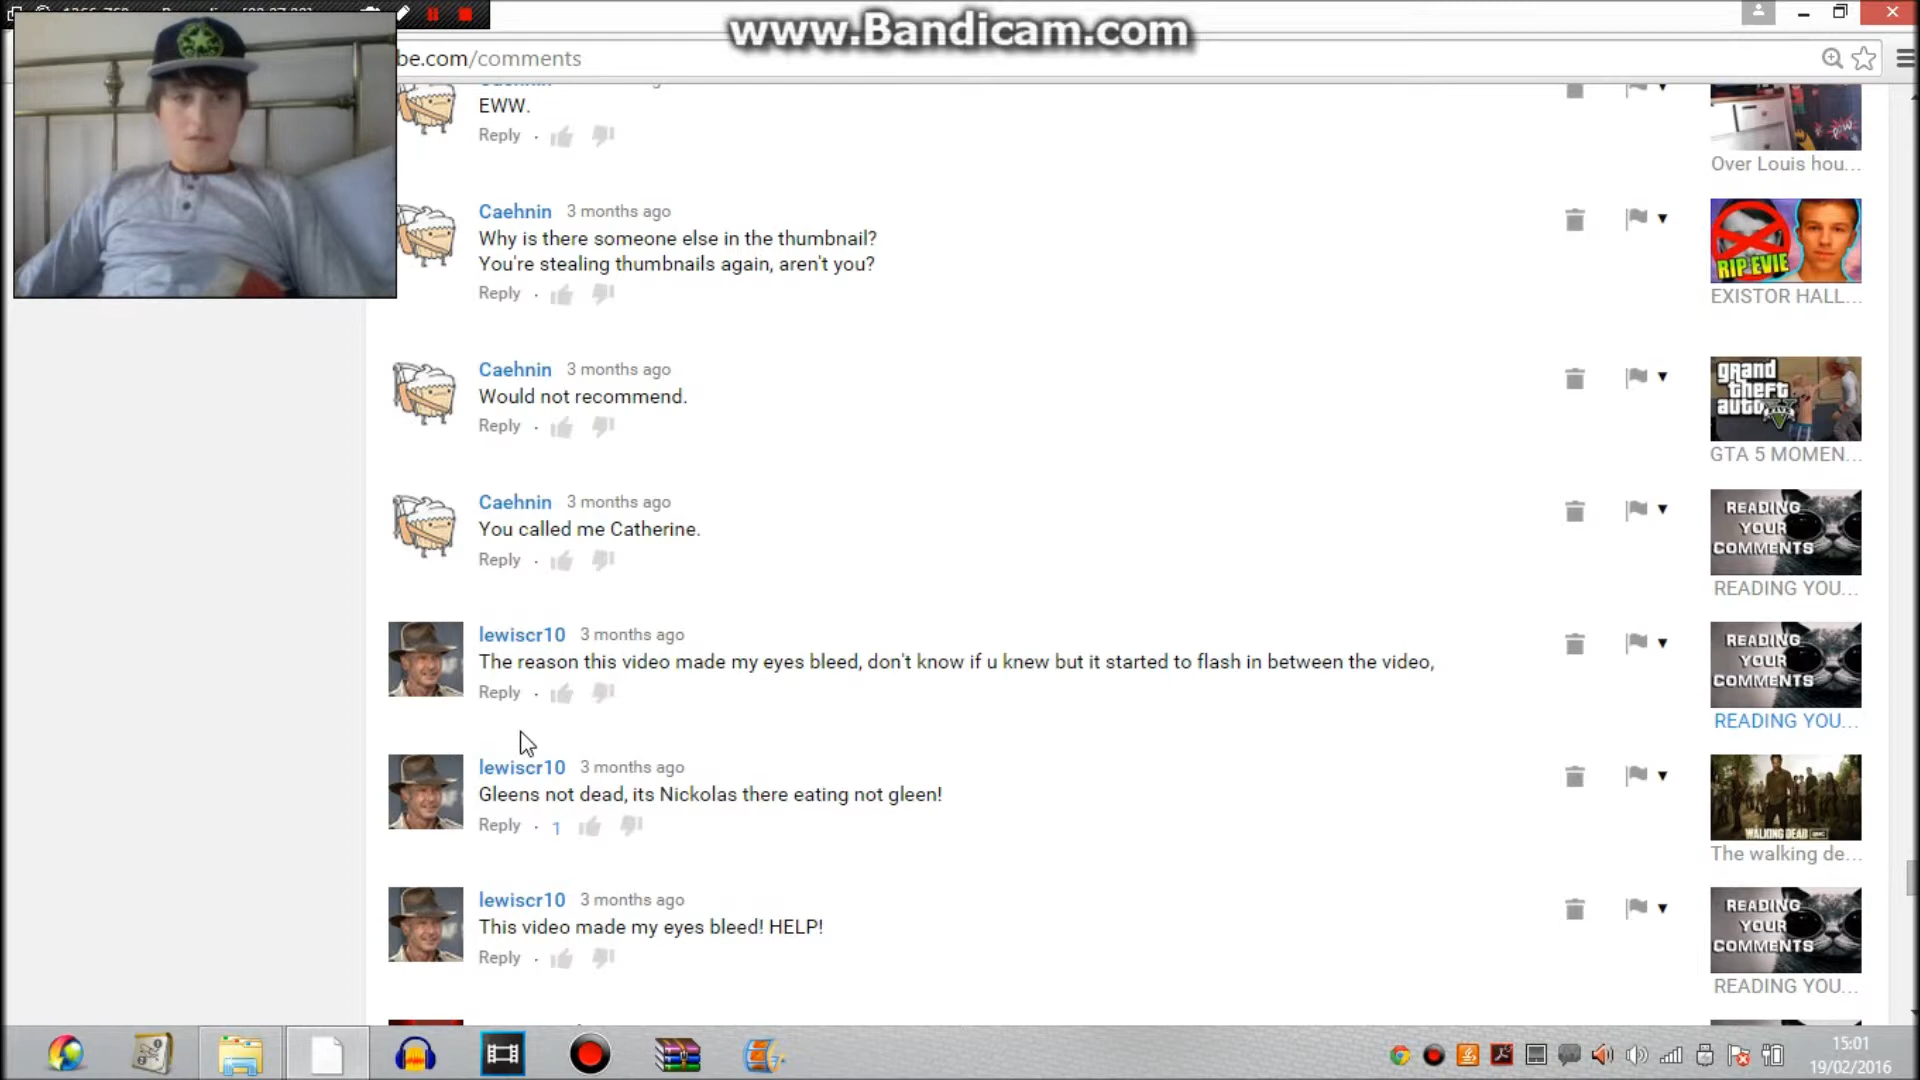 www.Bandicam.com
be.com/comments
EWW.
Reply
Over Louis hou...
Caehnin 3 months ago
Why is there someone else in the thumbnail?
You're stealing thumbnails again, aren't you?
Reply
RIP EVIE
EXISTOR HALL...
Caehnin 3 months ago
Would not recommend.
Reply
grand
theft
auto
GTA 5 MOMEN...
Caehnin 3 months ago
You called me Catherine.
Reply
READING
YOUR
COMMENTS
READING YOU...
lewiscr10 3 months ago
The reason this video made my eyes bleed, don't know if u knew but it started to flash in between the video,
Reply
READING
YOUR
COMMENTS
READING YOU...
lewiscr10 3 months ago
Gleens not dead, its Nickolas there eating not gleen!
Reply · 1
WALKING DEAD
The walking de...
lewiscr10 3 months ago
This video made my eyes bleed! HELP!
Reply
READING
YOUR
COMMENTS
READING YOU...
15:01
19/02/2016